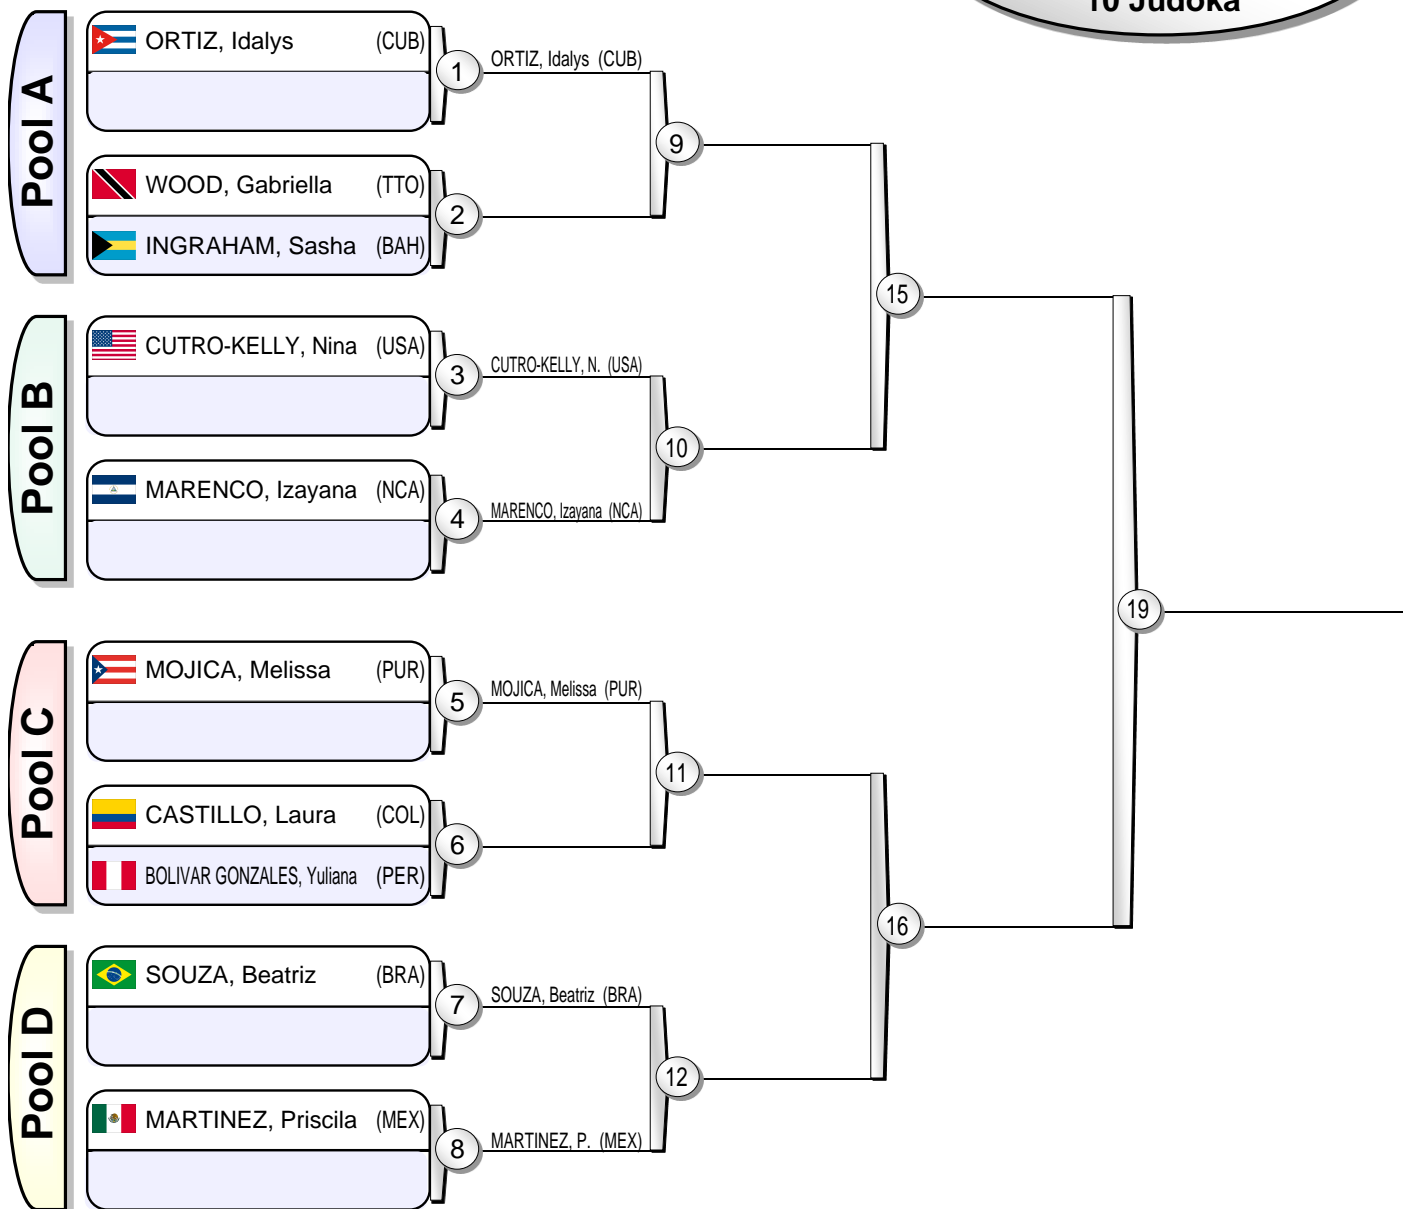 10 Judoka
Pool A
ORTIZ, Idalys (CUB)
1
ORTIZ, Idalys (CUB)
9
WOOD, Gabriella (TTO)
2
INGRAHAM, Sasha (BAH)
15
Pool B
CUTRO-KELLY, Nina (USA)
3
CUTRO-KELLY, N. (USA)
10
MARENCO, Izayana (NCA)
4
MARENCO, Izayana (NCA)
19
Pool C
MOJICA, Melissa (PUR)
5
MOJICA, Melissa (PUR)
11
CASTILLO, Laura (COL)
6
BOLIVAR GONZALES, Yuliana (PER)
16
Pool D
SOUZA, Beatriz (BRA)
7
SOUZA, Beatriz (BRA)
12
MARTINEZ, Priscila (MEX)
8
MARTINEZ, P. (MEX)